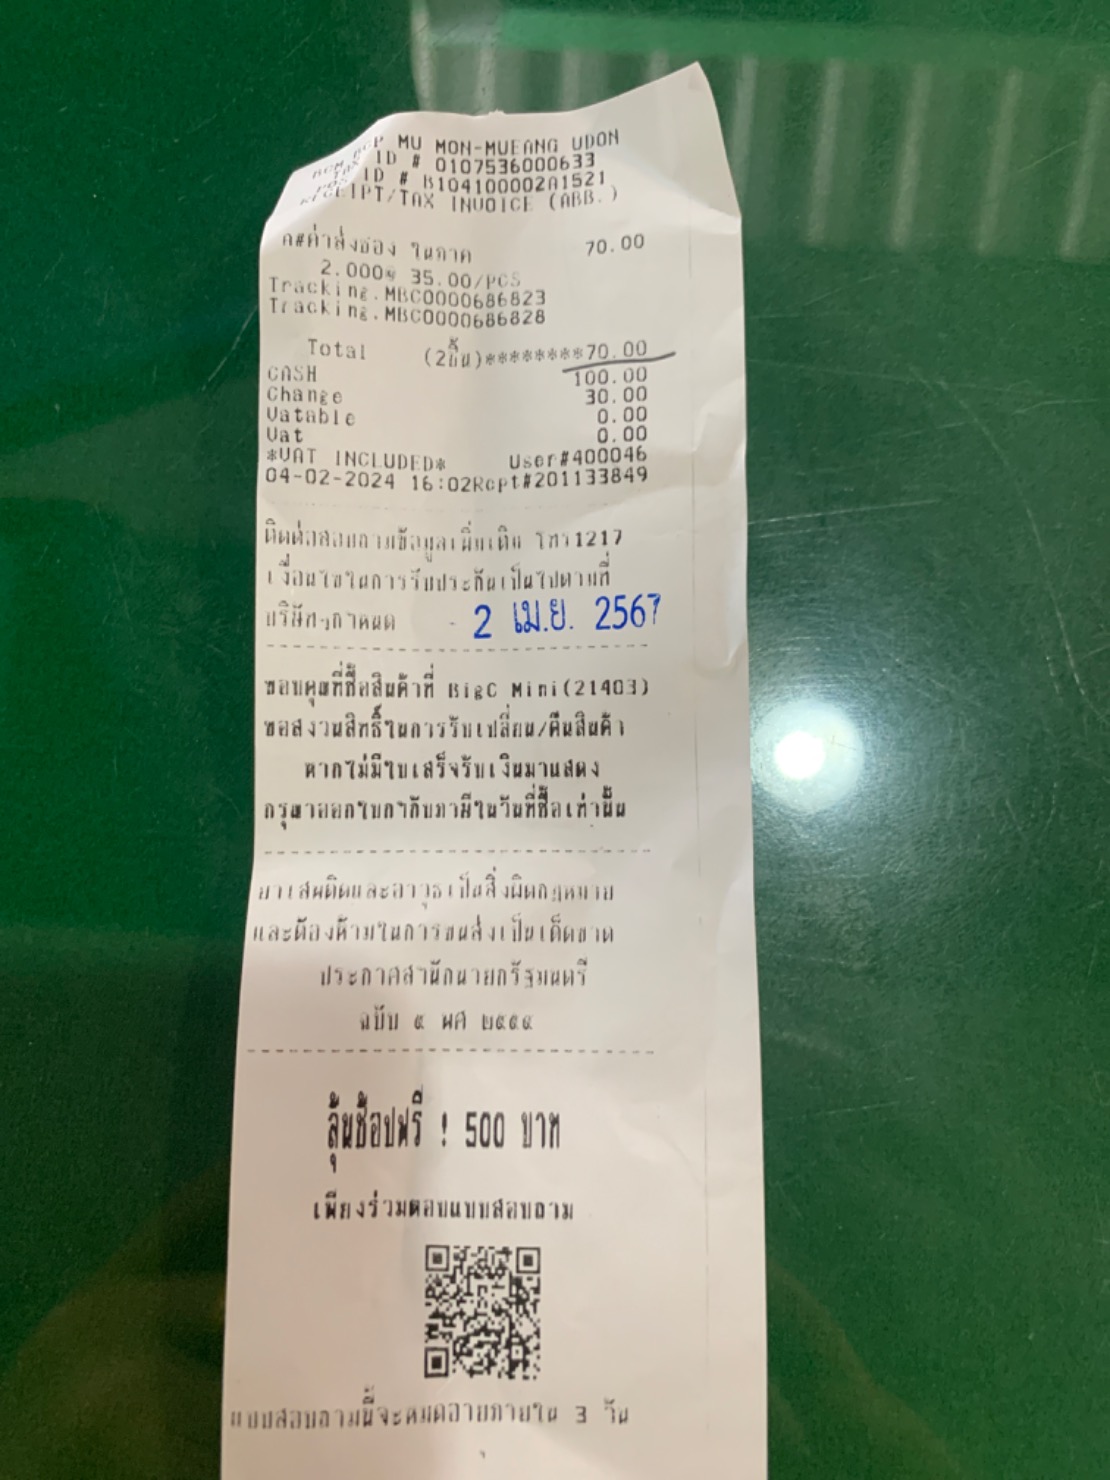 BCM BCP MU MON-MUEANG UDON
TAX ID # 0107536000633
POS ID # B104100002A1521
RECEIPT/TAX INVOICE (ABB.)
ค#ค่าส่งซอง ในภาค 70.00
2.000@ 35.00/PCS
Tracking.MBC0000686823
Tracking.MBC0000686828
Total (2ชิ้น)********70.00
CASH 100.00
Change 30.00
Vatable 0.00
Vat 0.00
*VAT INCLUDED* User#400046
04-02-2024 16:02Rcpt#201133849
ติดต่อสอบถามข้อมูลเพิ่มเติม โทร1217
เงื่อนไขในการรับประกันเป็นไปตามที่
บริษัทฯกำหนด - 2 เม.ย. 2567
ขอบคุณที่ซื้อสินค้าที่ BigC Mini(21403)
ขอสงวนสิทธิ์ในการรับเปลี่ยน/คืนสินค้า
หากไม่มีใบเสร็จรับเงินมาแสดง
กรุณาออกใบกำกับภาษีในวันที่ซื้อเท่านั้น
ยาเสพติดและอาวุธเป็นสิ่งผิดกฎหมาย
และต้องห้ามในการขนส่งเป็นเด็ดขาด
ประกาศสำนักนายกรัฐมนตรี
ฉบับ ๙ พศ
ลุ้นช้อปฟรี ! 500 บาท
เพียงร่วมตอบแบบสอบถาม
แบบสอบถามนี้จะหมดอายุภายใน 3 วัน